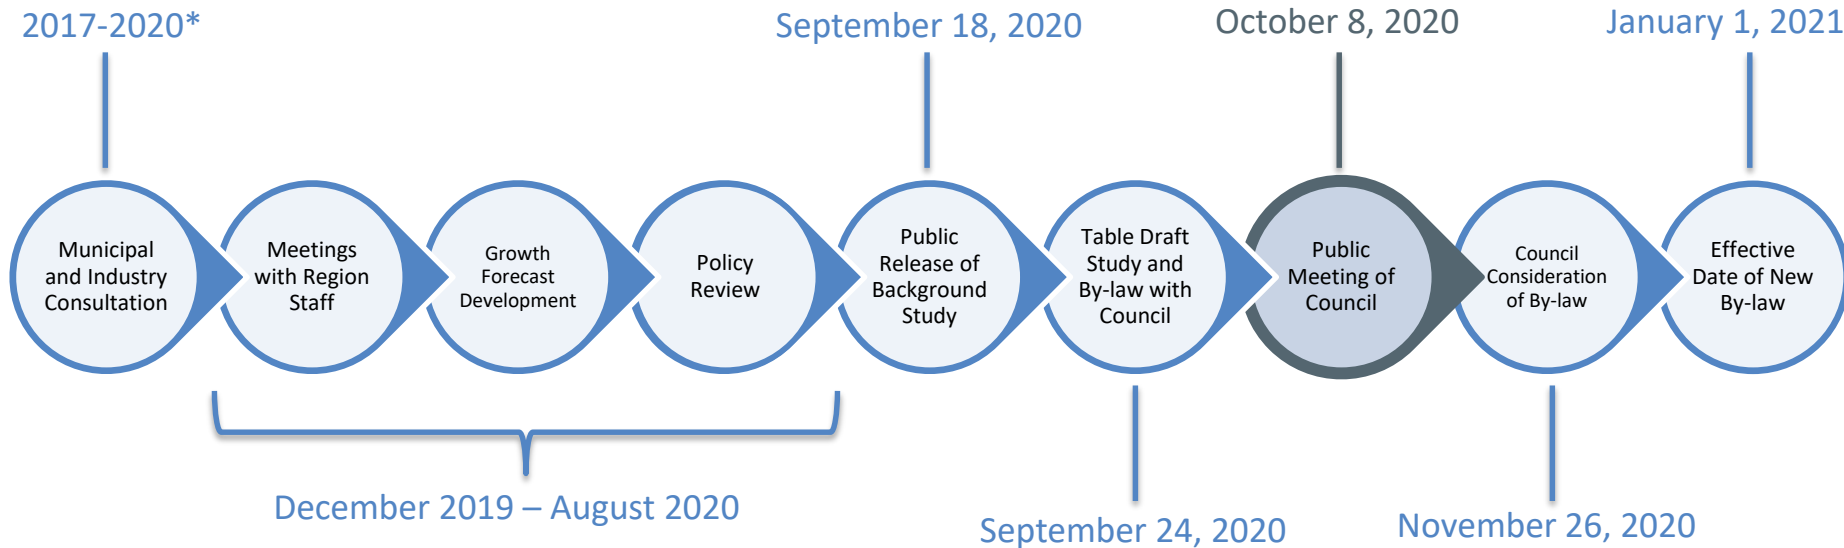 2017-2020*
September 18, 2020
October 8, 2020
January 1, 2021
Municipal
and Industry
Consultation
Meetings
with Region
Staff
Growth
Forecast
Development
Policy
Review
Public
Release of
Background
Study
Table Draft
Study and
By-law with
Council
Public
Meeting of
Council
Council
Consideration
of By-law
Effective
Date of New
By-law
December 2019 – August 2020
September 24, 2020
November 26, 2020